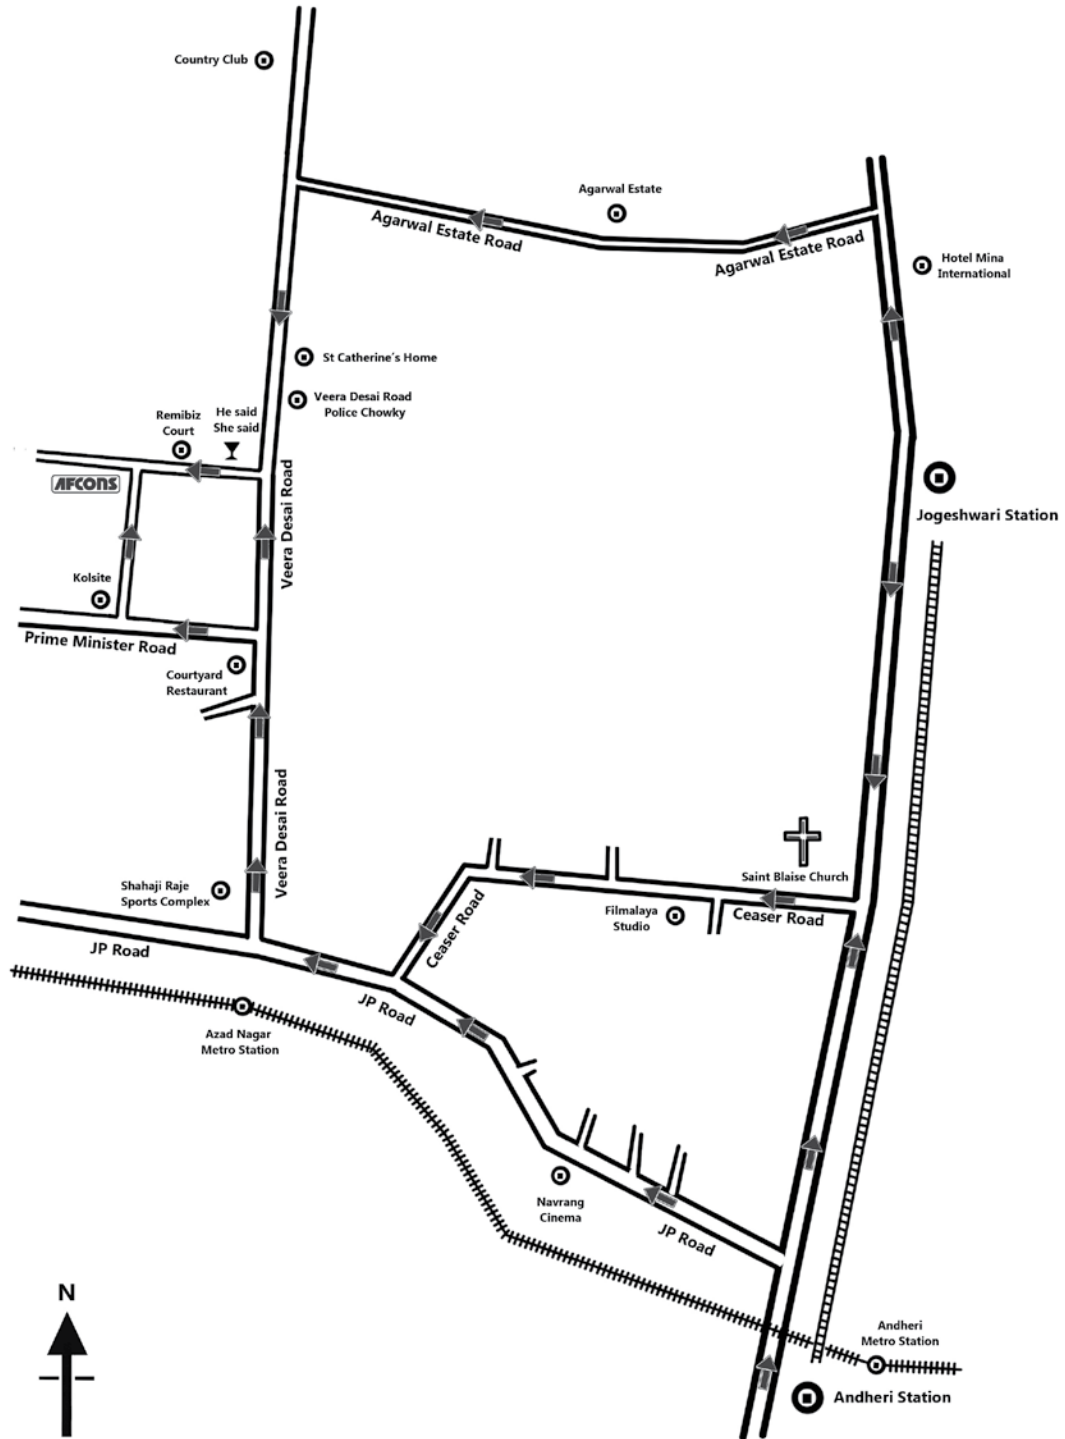 Country Club
Agarwal Estate
Agarwal Estate Road
Agarwal Estate Road
Hotel Mina
International
St Catherine's Home
Veera Desai Road
Police Chowky
Remibiz
Court
He said
She said
AFCONS
Veera Desai Road
Jogeshwari Station
Kolsite
Prime Minister Road
Courtyard
Restaurant
Veera Desai Road
Saint Blaise Church
Shahaji Raje
Sports Complex
Ceaser Road
Filmalaya
Studio
Ceaser Road
JP Road
JP Road
Azad Nagar
Metro Station
Navrang
Cinema
JP Road
N
Andheri
Metro Station
Andheri Station